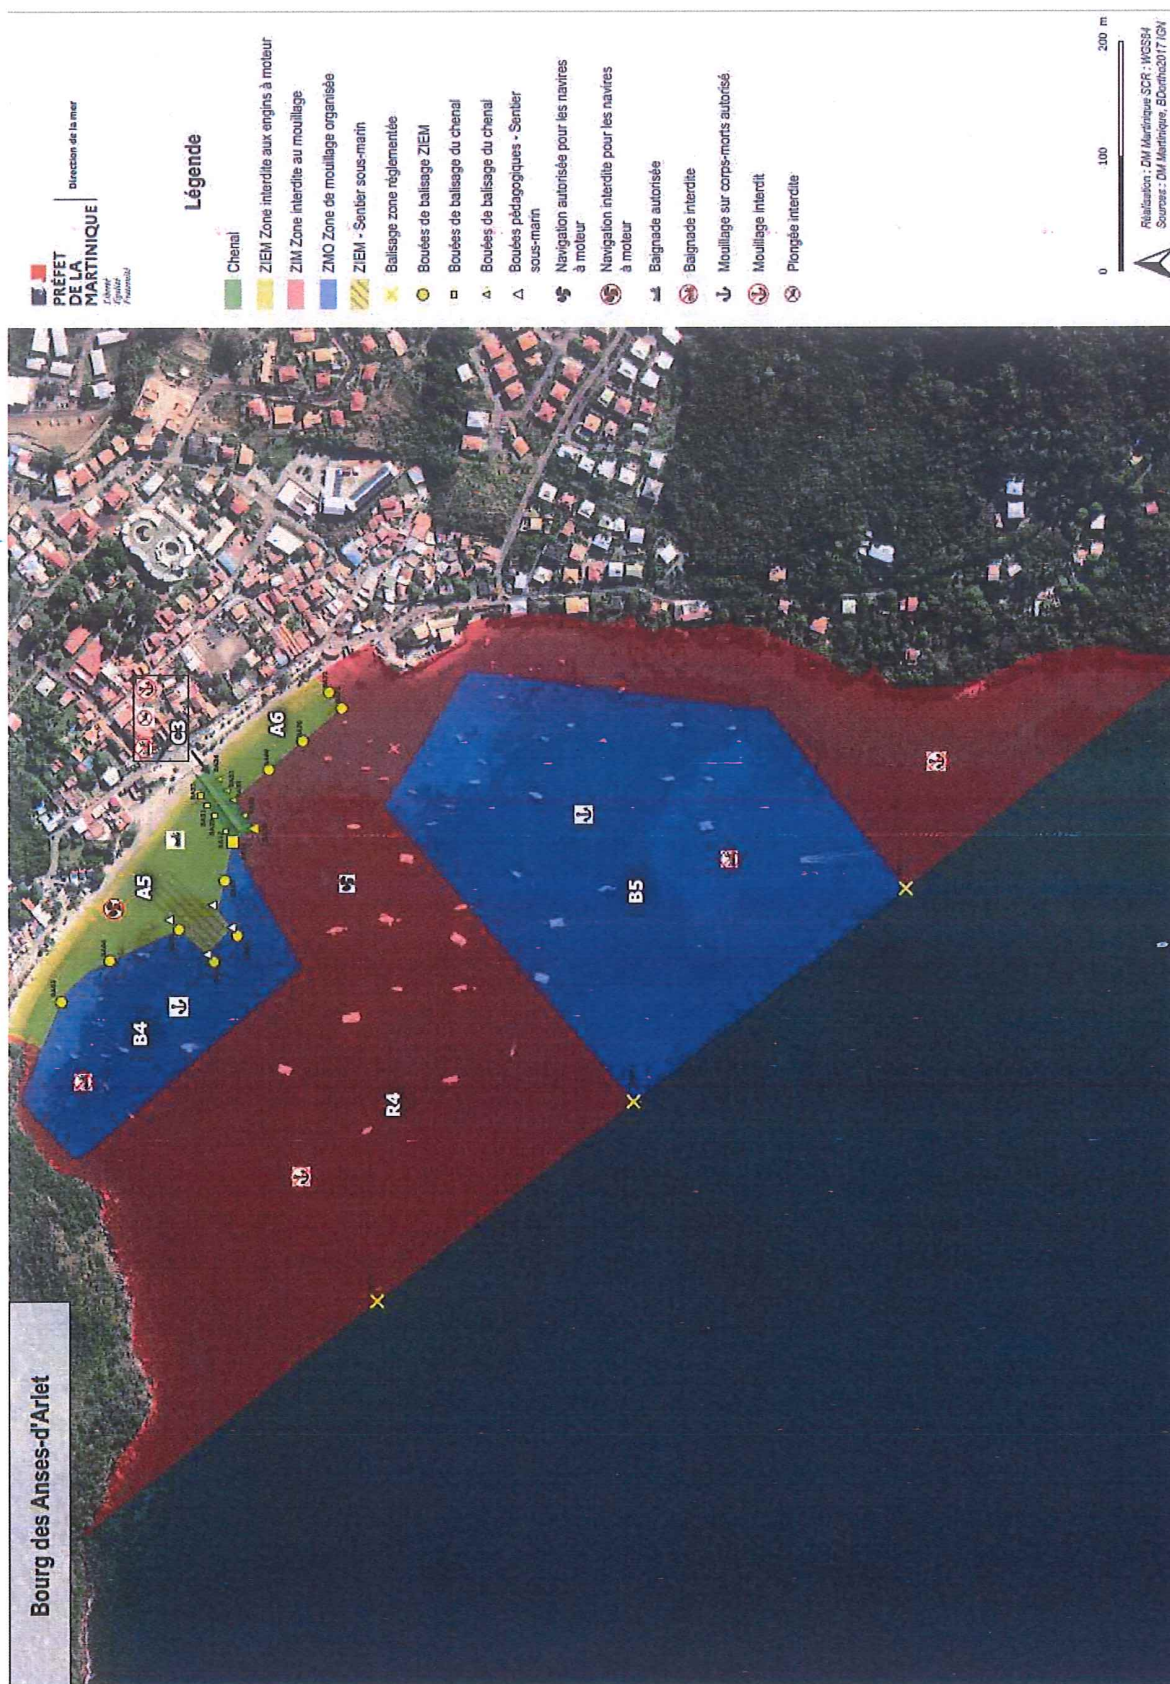 Bourg des Anses-d'Arlet
PRÉFET
DE LA
MARTINIQUE
Liberté
Égalité
Fraternité
Direction de la mer
Légende
Chenal
ZIEM Zone interdite aux engins à moteur
ZIM Zone interdite au mouillage
ZMO Zone de mouillage organisée
ZIEM - Sentier sous-marin
Balisage zone réglementée
Bouées de balisage ZIEM
Bouées de balisage du chenal
Bouées de balisage du chenal
Bouées pédagogiques - Sentier
sous-marin
Navigation autorisée pour les navires
à moteur
Navigation interdite pour les navires
à moteur
Baignade autorisée
Baignade interdite
Mouillage sur corps-morts autorisé
Mouillage interdit
Plongée interdite
0 100 200 m
Réalisation : DM Martinique SCR : WGS84
Sources : DM Martinique, BDortho2017 IGN
C3
A6
A5
B4
B5
R4